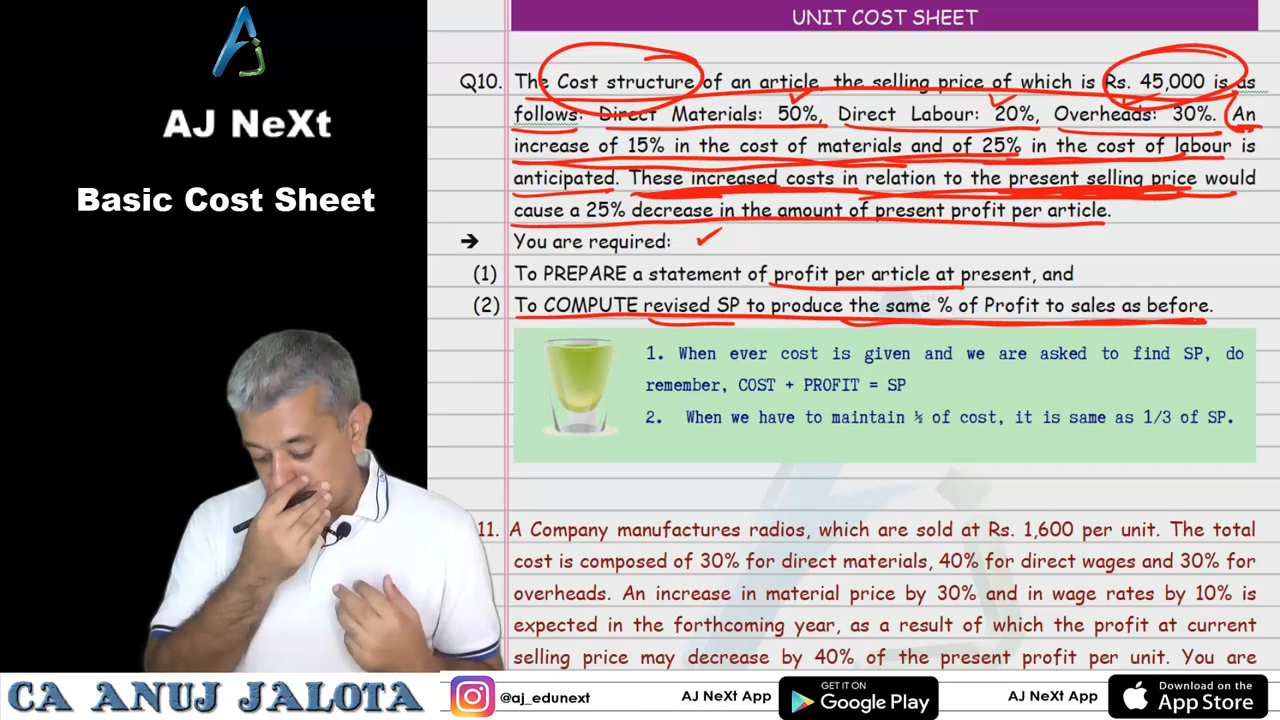 UNIT COST SHEET
AJ NeXt
Basic Cost Sheet
Q10. The Cost structure of an article, the selling price of which is Rs. 45,000 is as
follows: Direct Materials: 50%, Direct Labour: 20%, Overheads: 30%. An
increase of 15% in the cost of materials and of 25% in the cost of labour is
anticipated. These increased costs in relation to the present selling price would
cause a 25% decrease in the amount of present profit per article.
➔ You are required:
(1) To PREPARE a statement of profit per article at present, and
(2) To COMPUTE revised SP to produce the same % of Profit to sales as before.
1. When ever cost is given and we are asked to find SP, do
remember, COST + PROFIT = SP
2. When we have to maintain ½ of cost, it is same as 1/3 of SP.
11. A Company manufactures radios, which are sold at Rs. 1,600 per unit. The total
cost is composed of 30% for direct materials, 40% for direct wages and 30% for
overheads. An increase in material price by 30% and in wage rates by 10% is
expected in the forthcoming year, as a result of which the profit at current
selling price may decrease by 40% of the present profit per unit. You are
CA ANUJ JALOTA
@aj_edunext
AJ NeXt App
GET IT ON
Google Play
AJ NeXt App
Download on the
App Store